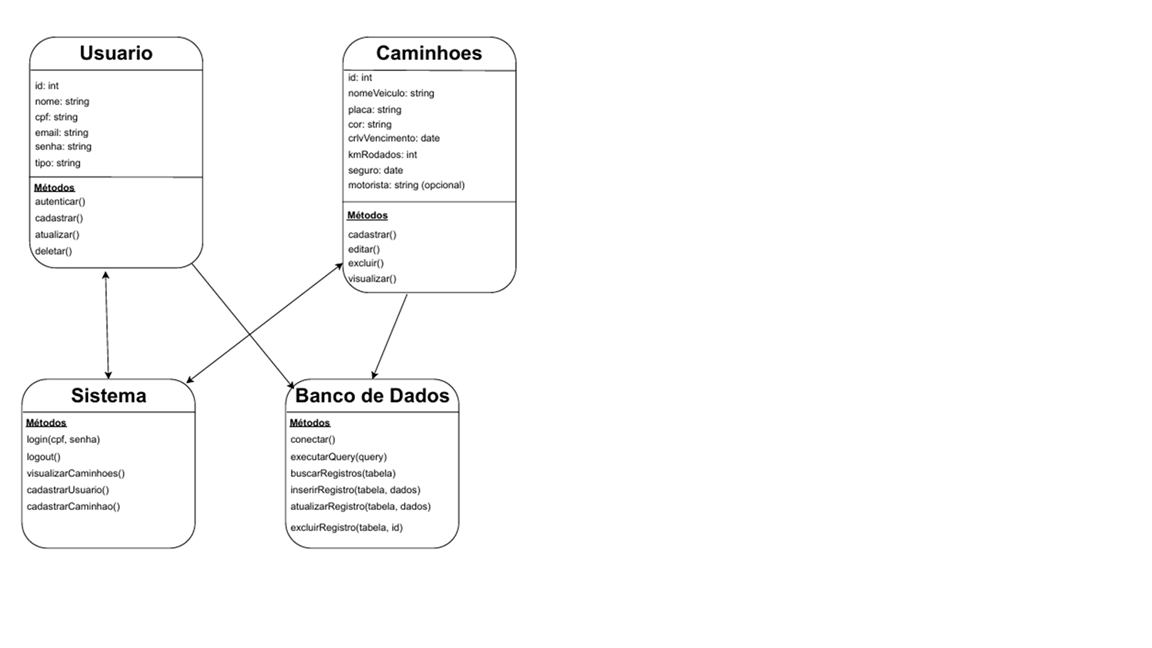 Usuario
id: int
nome: string
cpf: string
email: string
senha: string
tipo: string
Métodos
autenticar()
cadastrar()
atualizar()
deletar()
Caminhoes
id: int
nomeVeiculo: string
placa: string
cor: string
crlvVencimento: date
kmRodados: int
seguro: date
motorista: string (opcional)
Métodos
cadastrar()
editar()
excluir()
visualizar()
Sistema
Métodos
login(cpf, senha)
logout()
visualizarCaminhoes()
cadastrarUsuario()
cadastrarCaminhao()
Banco de Dados
Métodos
conectar()
executarQuery(query)
buscarRegistros(tabela)
inserirRegistro(tabela, dados)
atualizarRegistro(tabela, dados)
excluirRegistro(tabela, id)